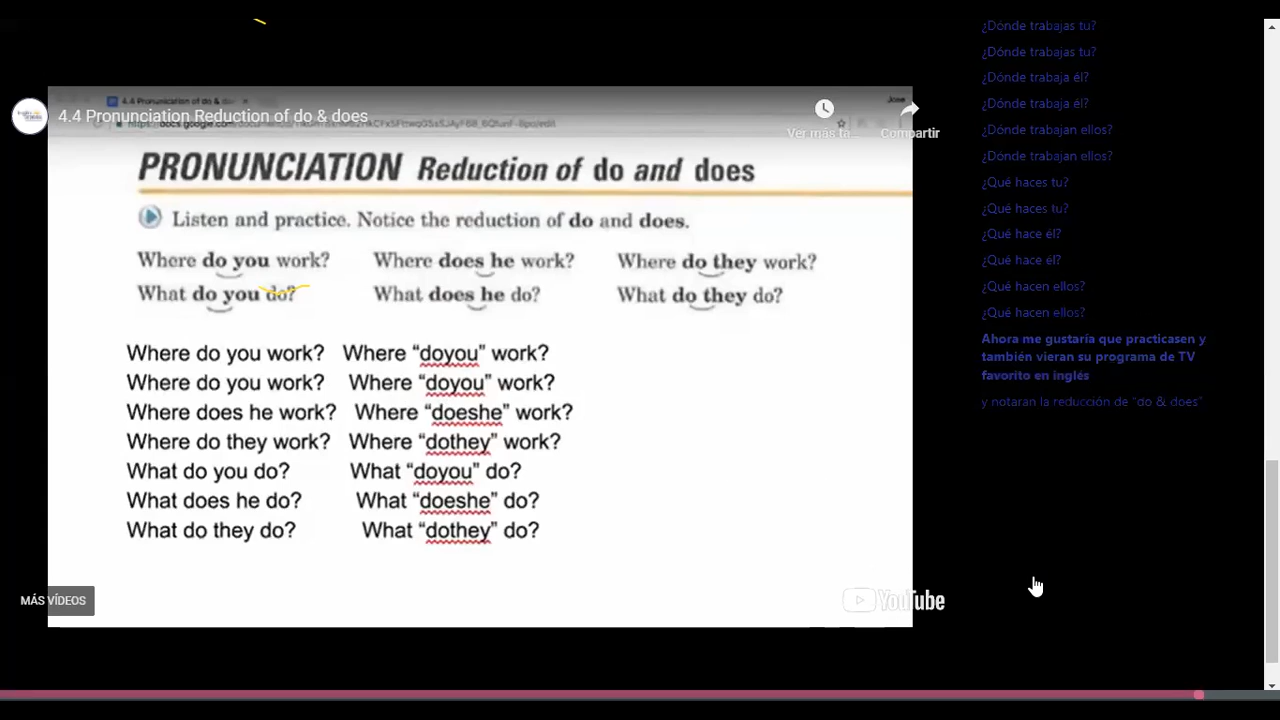 4.4 Pronunciation Reduction of do & does
Ver más ta...
Compartir
PRONUNCIATION Reduction of do and does
Listen and practice. Notice the reduction of do and does.
Where do you work? Where does he work? Where do they work?
What do you do? What does he do? What do they do?
Where do you work? Where “doyou” work?
Where do you work? Where “doyou” work?
Where does he work? Where “doeshe” work?
Where do they work? Where “dothey” work?
What do you do? What “doyou” do?
What does he do? What “doeshe” do?
What do they do? What “dothey” do?
MÁS VÍDEOS
YouTube
¿Dónde trabajas tu?
¿Dónde trabajas tu?
¿Dónde trabaja él?
¿Dónde trabaja él?
¿Dónde trabajan ellos?
¿Dónde trabajan ellos?
¿Qué haces tu?
¿Qué haces tu?
¿Qué hace él?
¿Qué hace él?
¿Qué hacen ellos?
¿Qué hacen ellos?
Ahora me gustaría que practicasen y
también vieran su programa de TV
favorito en inglés
y notaran la reducción de “do & does”